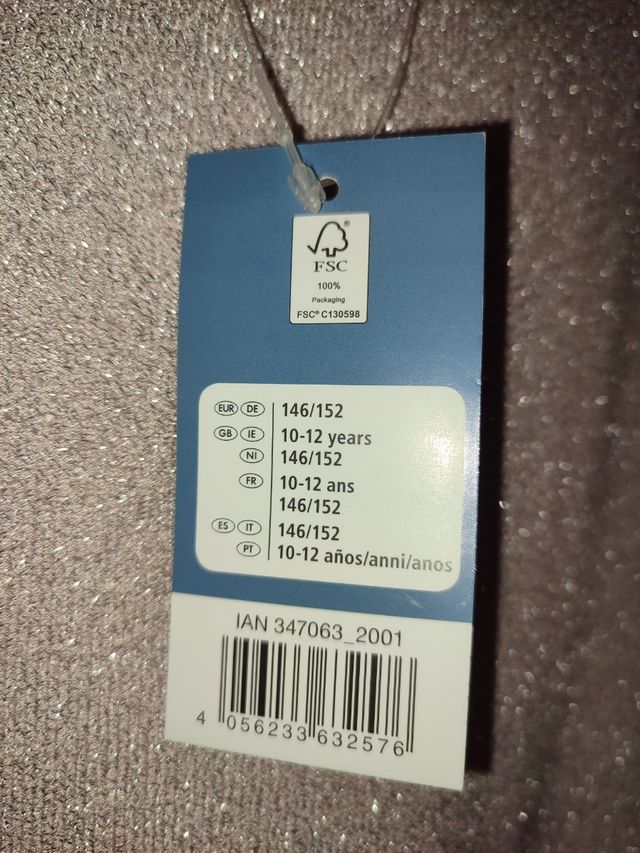 FSC®
100%
Packaging
FSC® C130598
EUR DE 146/152
GB IE 10-12 years
NI 146/152
FR 10-12 ans
146/152
ES IT 146/152
PT 10-12 años/anni/anos
IAN 347063_2001
4 056233 632576